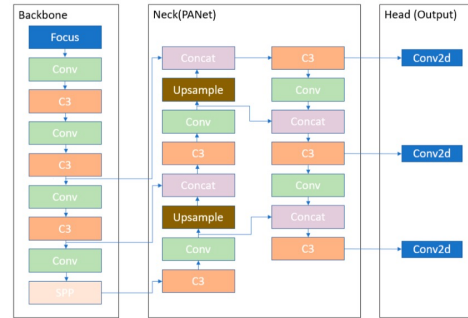 Backbone
Focus
Conv
C3
Conv
C3
Conv
C3
Conv
SPP
Neck(PANet)
Concat
Upsample
Conv
C3
Concat
Upsample
Conv
C3
C3
Conv
Concat
C3
Conv
Concat
C3
Head (Output)
Conv2d
Conv2d
Conv2d